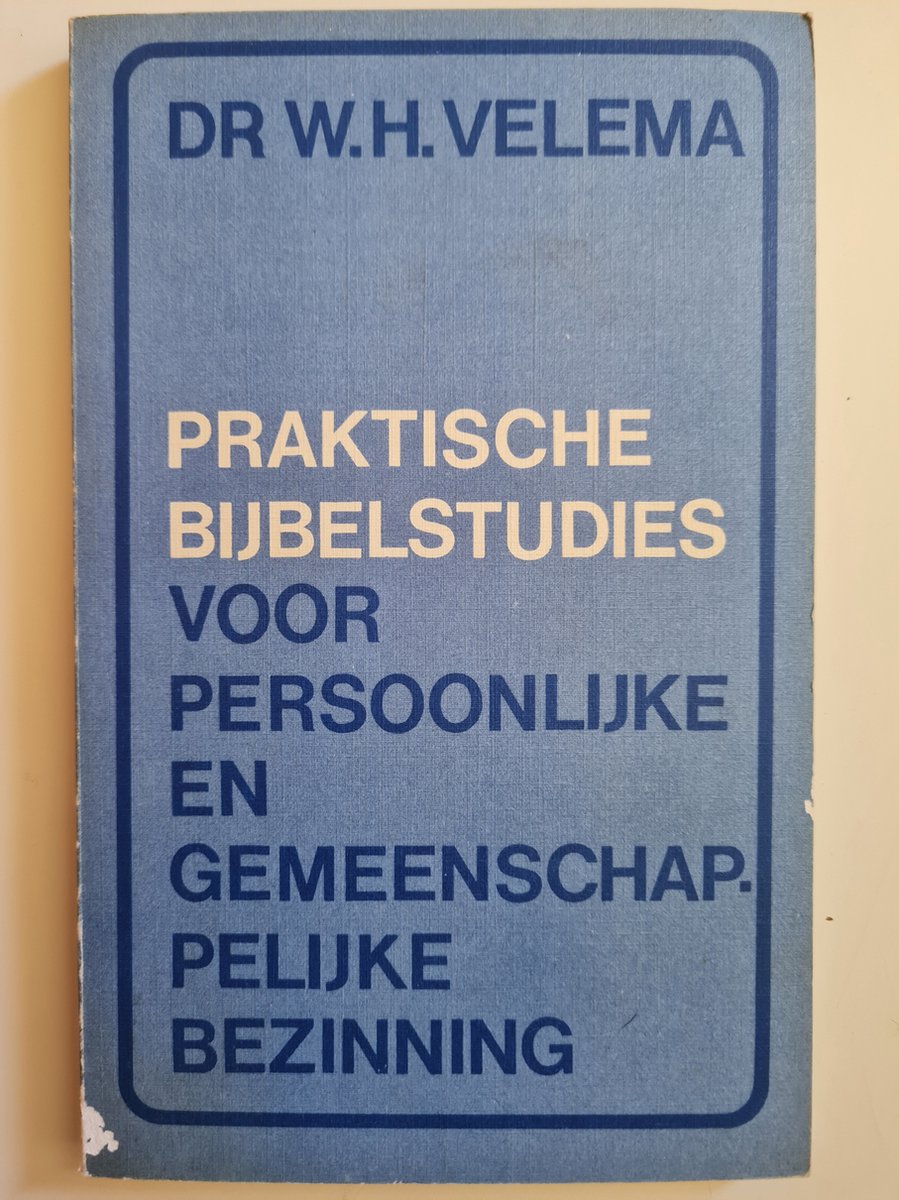 DR W.H. VELEMA
PRAKTISCHE
BIJBELSTUDIES
VOOR
PERSOONLIJKE
EN
GEMEENSCHAP-
PELIJKE
BEZINNING